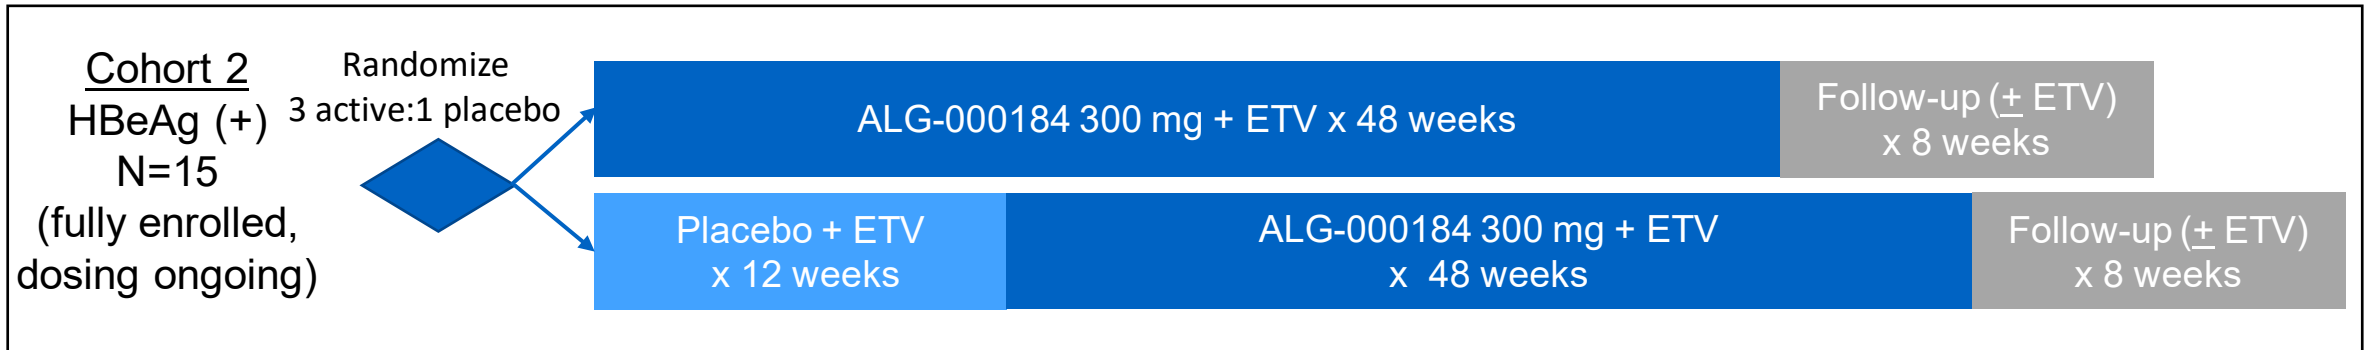 Cohort 2
HBeAg (+)
N=15
(fully enrolled,
dosing ongoing)
Randomize
3 active:1 placebo
ALG-000184 300 mg + ETV x 48 weeks
Follow-up (+ ETV)
x 8 weeks
Placebo + ETV
x 12 weeks
ALG-000184 300 mg + ETV
x 48 weeks
Follow-up (+ ETV)
x 8 weeks